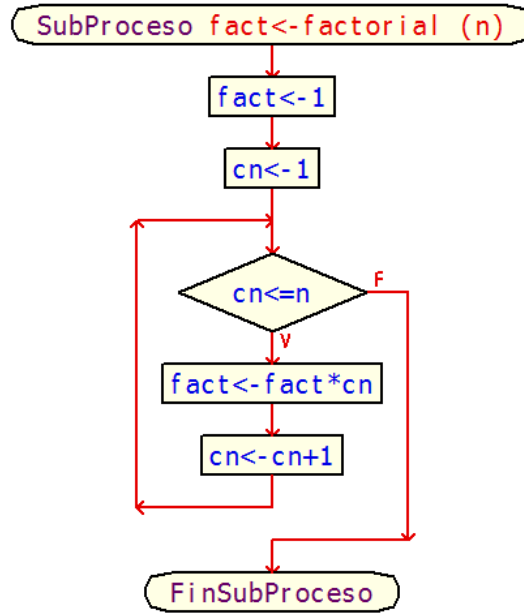 SubProceso fact<-factorial (n)
fact<-1
cn<-1
cn<=n
F
V
fact<-fact*cn
cn<-cn+1
FinSubProceso